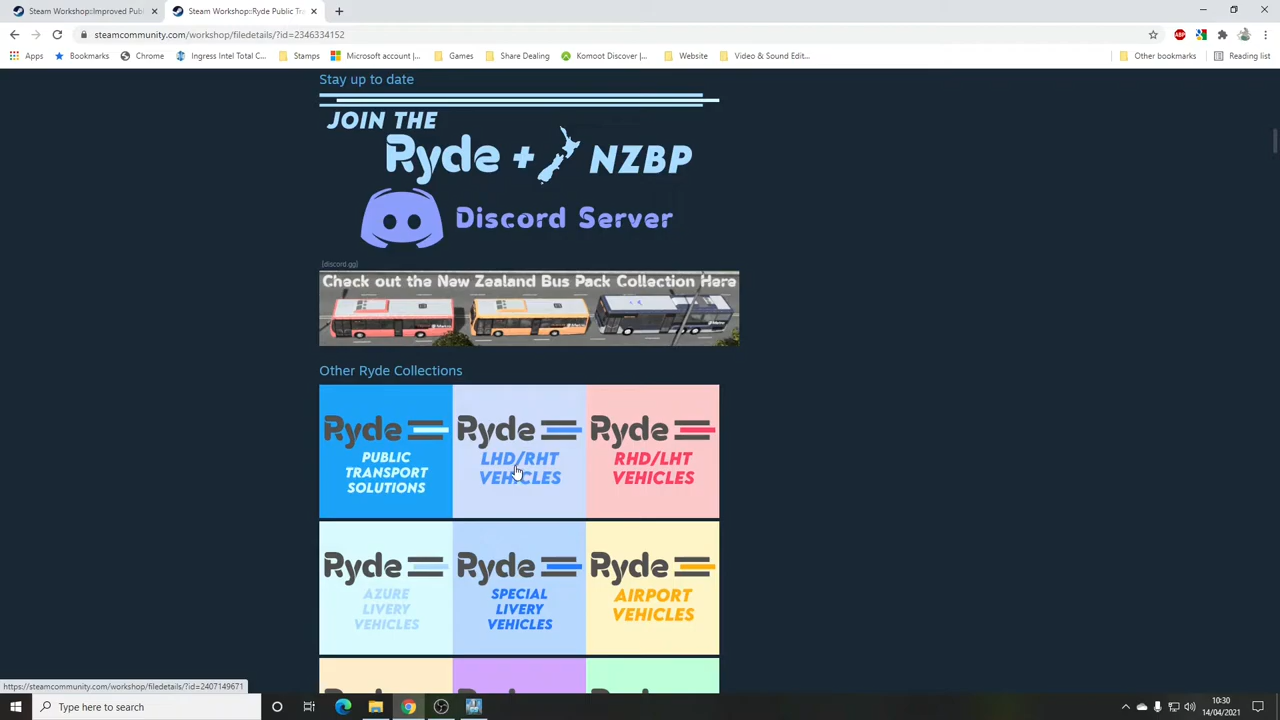 Steam Workshop::Improved Publ
Steam Workshop::Ryde Public Tra
steamcommunity.com/workshop/filedetails/?id=2346334152
ABP
Apps
Bookmarks
Chrome
Ingress Intel Total C...
Stamps
Microsoft account |...
Games
Share Dealing
Komoot Discover |...
Website
Video & Sound Edit...
Other bookmarks
Reading list
Stay up to date
JOIN THE
Ryde + NZBP
Discord Server
[discord.gg]
Check out the New Zealand Bus Pack Collection Here
Other Ryde Collections
Ryde
PUBLIC
TRANSPORT
SOLUTIONS
Ryde
LHD/RHT
VEHICLES
Ryde
RHD/LHT
VEHICLES
Ryde
AZURE
LIVERY
VEHICLES
Ryde
SPECIAL
LIVERY
VEHICLES
Ryde
AIRPORT
VEHICLES
https://steamcommunity.com/workshop/filedetails/?id=2407149671
Type here to search
10:30
14/04/2021